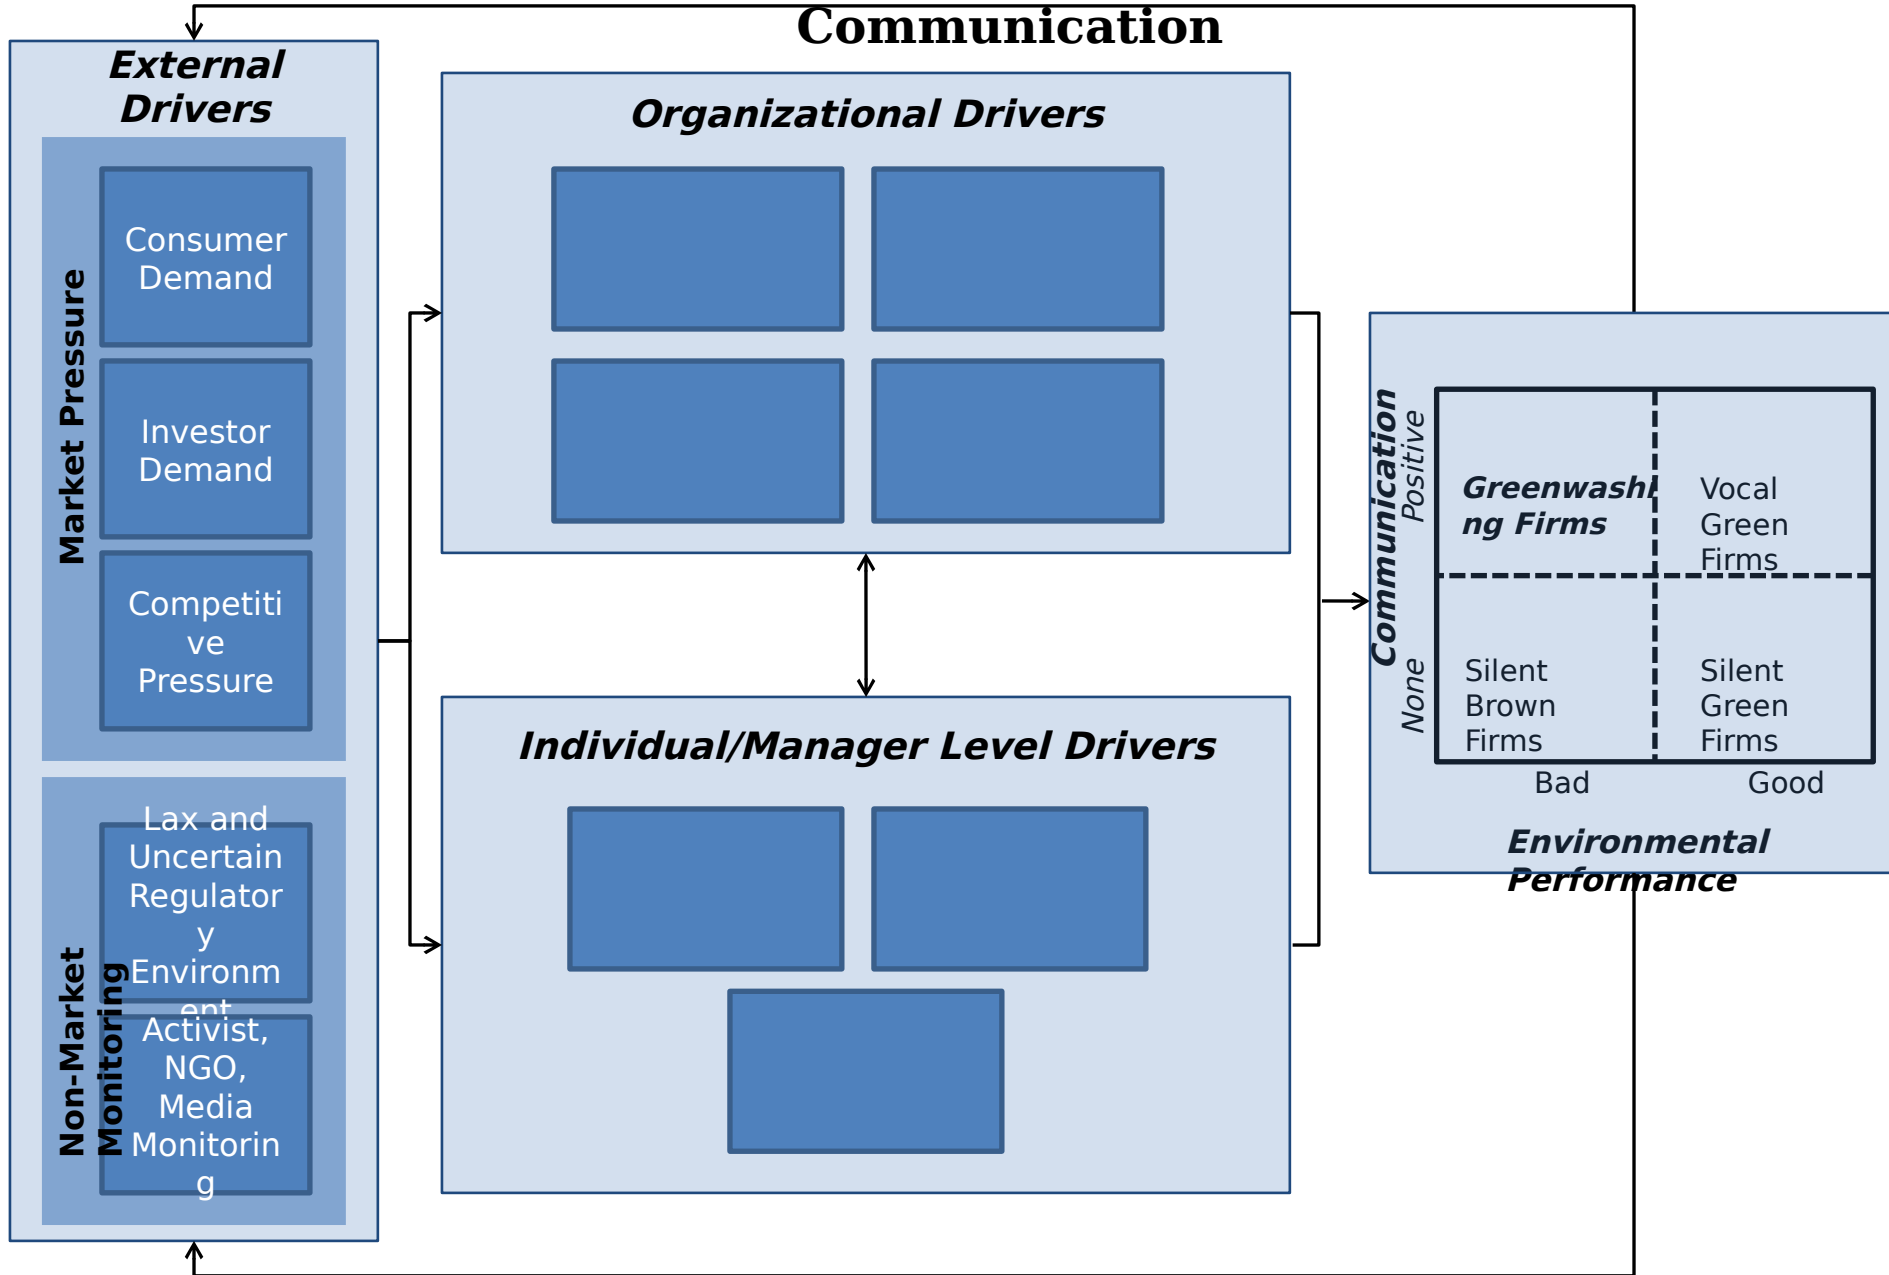 Communication
External
Drivers
Market Pressure
Consumer
Demand
Investor
Demand
Competiti
ve
Pressure
Non-Market
Monitoring
Lax and
Uncertain
Regulator
y
Environm
ent
Activist,
NGO,
Media
Monitorin
g
Organizational Drivers
Individual/Manager Level Drivers
Communication
Positive
None
Greenwashi
ng Firms
Vocal
Green
Firms
Silent
Brown
Firms
Silent
Green
Firms
Bad
Good
Environmental
Performance